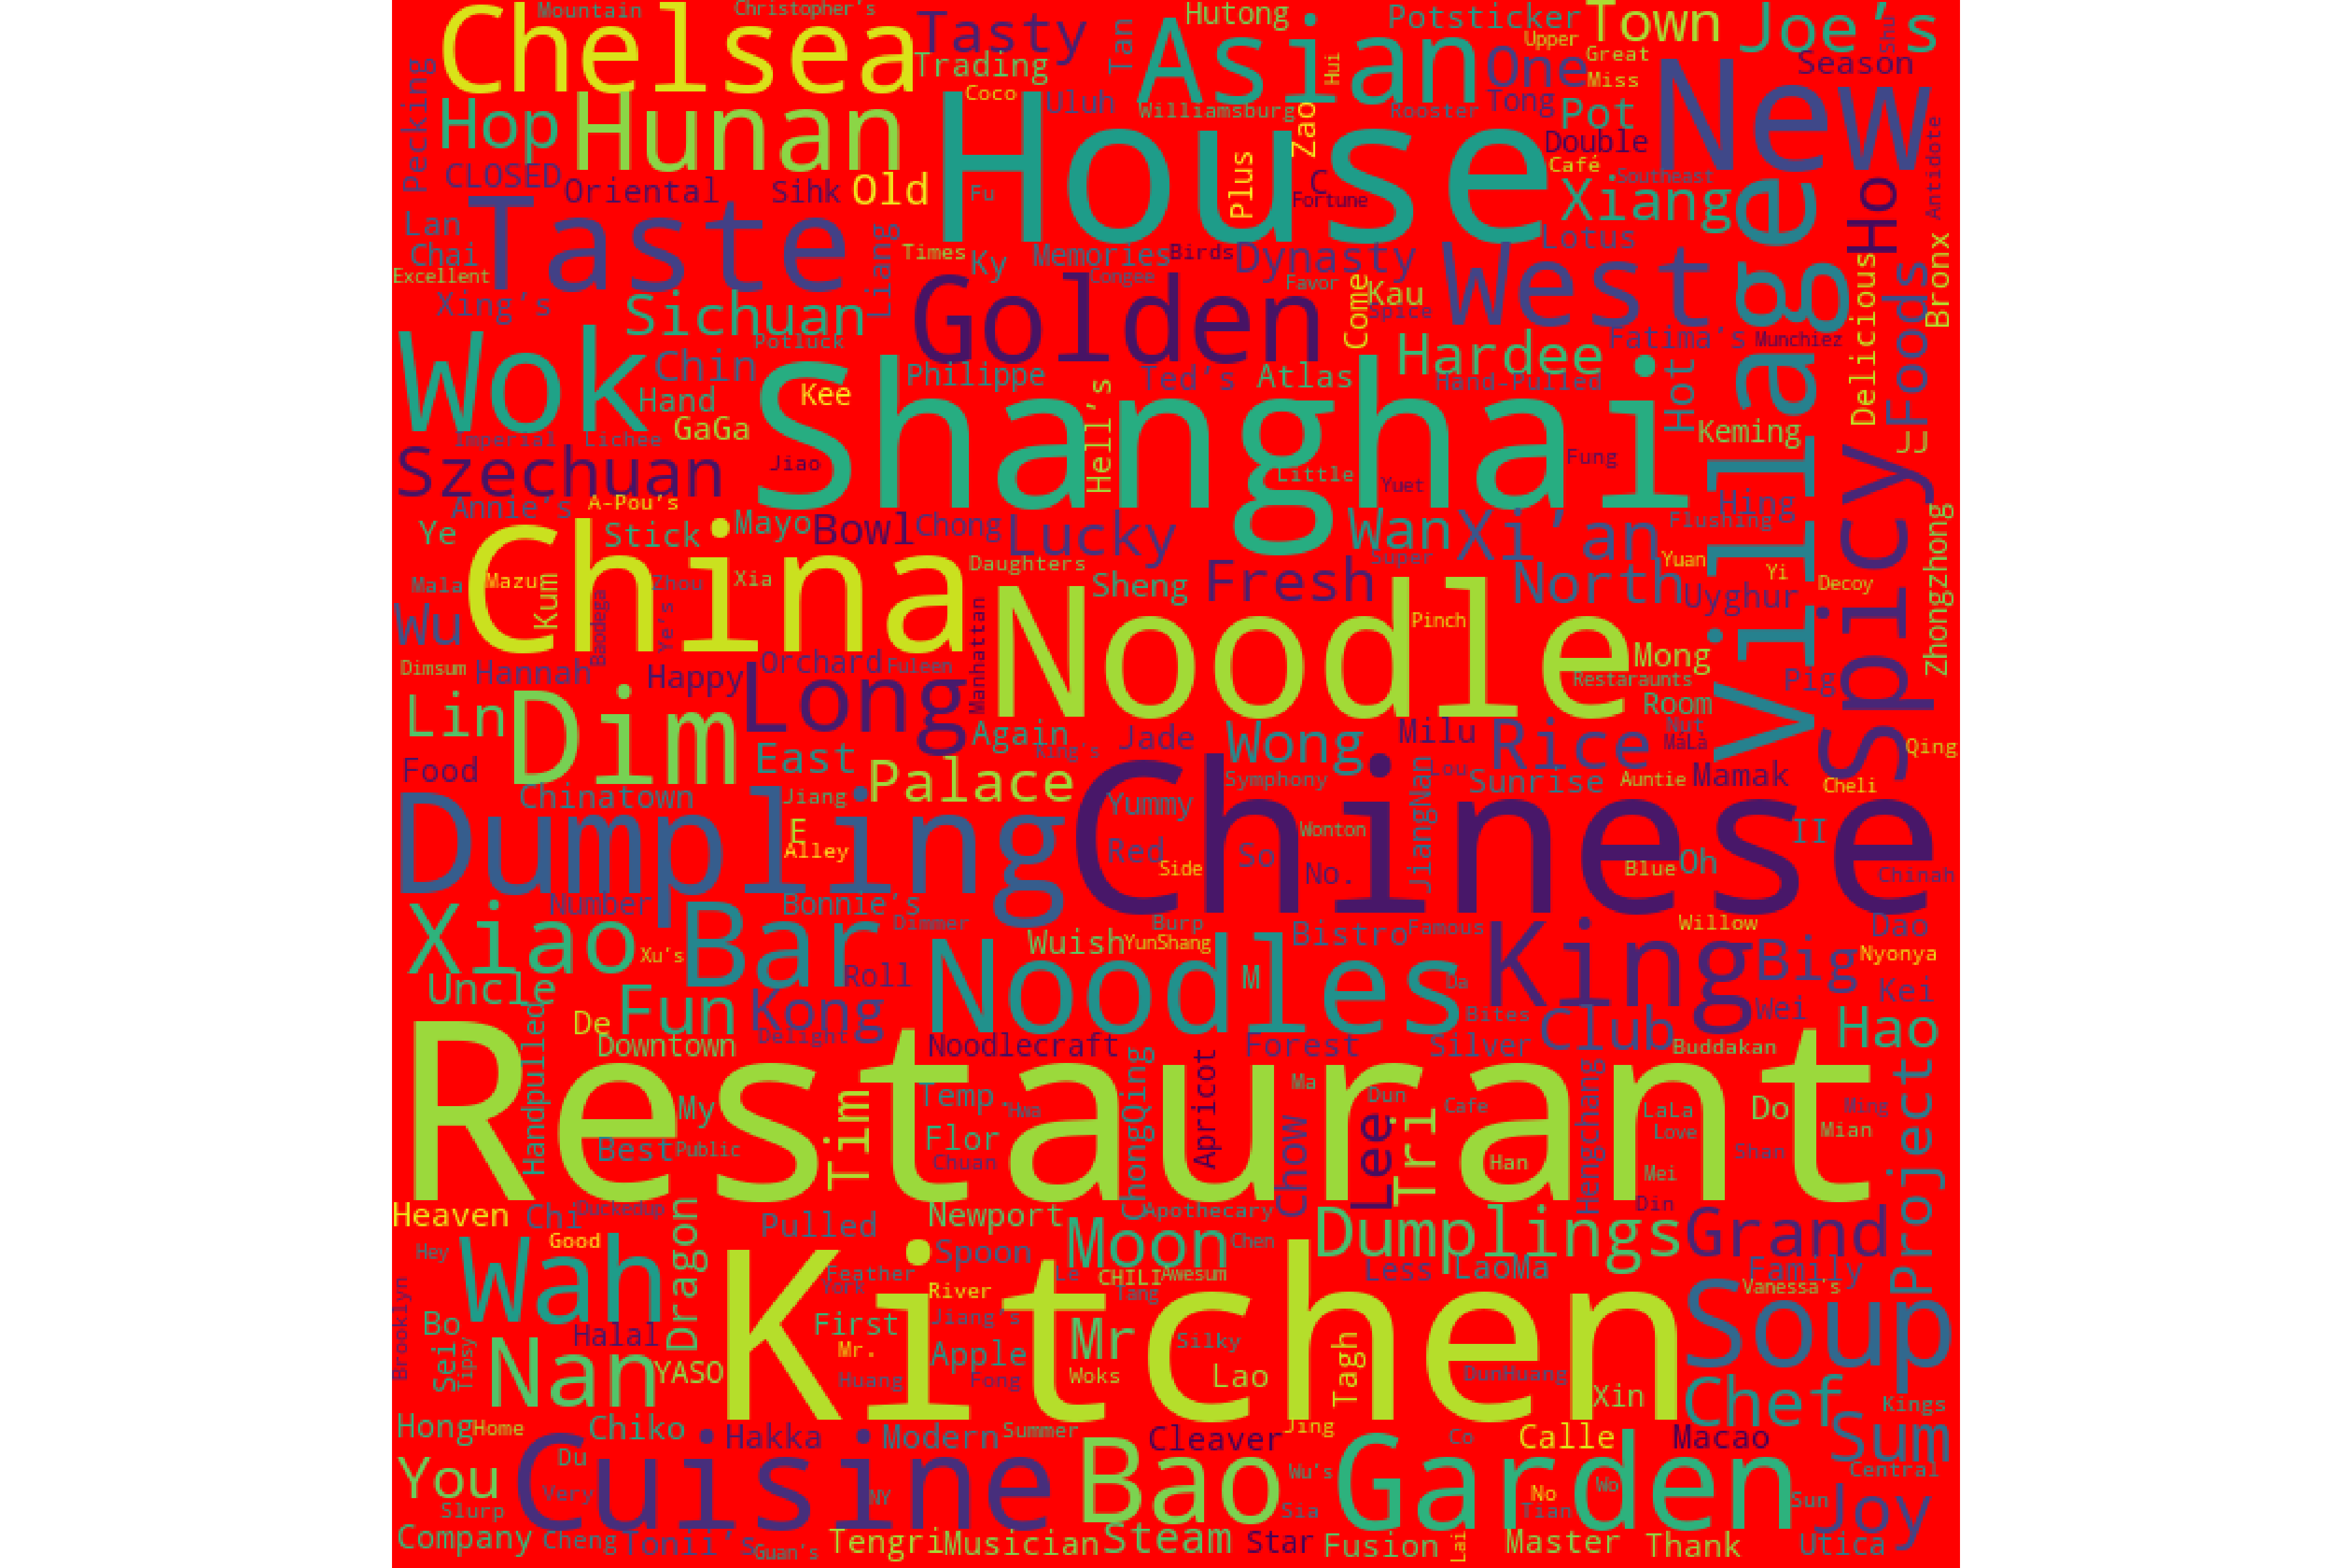 Chelsea
Mountain
Christopher's
Tasty
Trading
Tan
Hutong
Asian
Hui
Potsticker
Upper
Town
Great
Miss
Joe's
Shu
Season
One
New
Pecking
Hop
Hunan
House
Coco
Uluh
Williamsburg
Zao
Rooster
Tong
Pot
Double
Café
Southeast
Xiang
Ho
Antidote
CLOSED
Oriental
Sihk
Old
Fu
Plus
C
Fortune
Lan
Taste
Chai
Excellent
Xing's
Liang
Times
Ky
Memories
Birds
Congee
Dynasty
Favor
Lotus
West
Village
Delicious
Foods
Bronx
Sichuan
Golden
Come
Kau
Spice
Wok
Potluck
Chin
Hand
Kee
Philippe
Ted's
Atlas
Hardee
Hand-Pulled
Fatima's
Munchiez
Hot
Imperial
Lichee
GaGa
Shanghai
Hell's
Keming
JJ
Szechuan
Jiao
Little
Yuet
Fung
Spicy
Annie's
A-Pou's
Ye
China
Stick
Mayo
Bowl
Chong
Lucky
Wan
Xi'an
Hing
Flushing
Zhongzhong
Super
Yuan
Yi
Decoy
Mala
Mazu
Kum
Baodega
Zhou
Ye's
Xia
Daughters
Sheng
Fresh
North
Uyghur
Wu
Noodle
Pinch
Manhattan
Dimsum
Hannah
Happy
Orchard
Fuleen
Long
Mong
Restaraunts
Pig
Room
Lin
Dim
East
Again
King's
Jade
Wong
Milu
Rice
Nut
MáLà
Qing
Food
Chinatown
Jiang
Palace
Yummy
Symphony
JiangNan
Lou
Sunrise
Auntie
Mamak
Cheli
Dumpling
E
Alley
Chinese
Red
Side
So
Wonton
No.
Blue
Oh
II
Chinah
Number
Bonnie's
Dimmer
Burp
Xiao
Xu's
Bar
Roll
Wuish
YunShang
Bistro
Famous
King
Willow
Big
Dao
Nyonya
Uncle
Fun
Kong
Noodles
M
Da
Bites
Wei
Kei
De
Downtown
Delight
Noodlecraft
Forest
Silver
Club
Buddakan
Hao
Handpulled
Restaurant
My
Best
Public
Tim
Temp.
Hwa
Flor
Chuan
ChongQing
Apricot
Ma
Chow
Dun
Lee
Tri
Cafe
Han
Hengchang
LaLa
Love
Mei
Shan
Do
Ming
Mian
Project
Heaven
Chi
Duckedup
Dragon
Pulled
Newport
Apothecary
Din
Hey
Good
Wah
Spoon
Moon
Chen
Dumplings
Grand
Feather
York
River
Le
CHILI
Awesum
Tang
Less
LaoMa
Family
Vanessa's
Brooklyn
Bo
Halal
Kitchen
First
Jiang's
Mr
Silky
Soup
Sei
Tipsy
Nan
YASO
Mr.
Huang
Apple
Fong
Woks
Lao
Tagh
DunHuang
Xin
Chef
Kings
Hong
Home
Chiko
Hakka
Modern
Summer
Cleaver
Jing
Co
Calle
Macao
Sum
You
Cuisine
Du
Very
NY
Bao
Wu's
Garden
Central
Slurp
Sia
No
Tian
Wo
Sun
Joy
Company
Cheng
Tonii's
Guan's
Tengri
Musician
Steam
Star
Fusion
Lai
Master
Thank
Utica